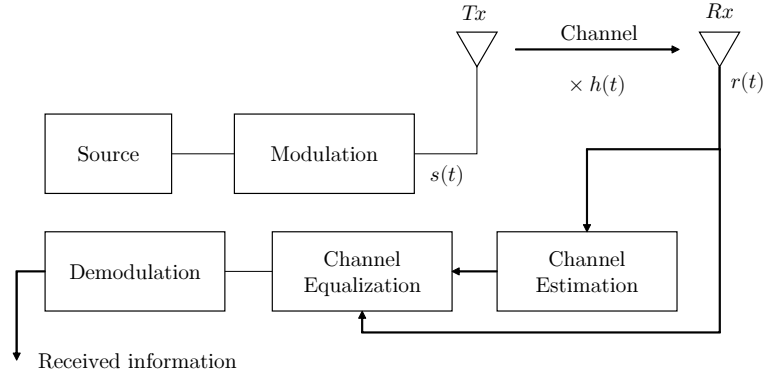 Tx
Rx
Channel
× h(t)
r(t)
Source
Modulation
s(t)
Demodulation
Channel
Equalization
Channel
Estimation
Received information